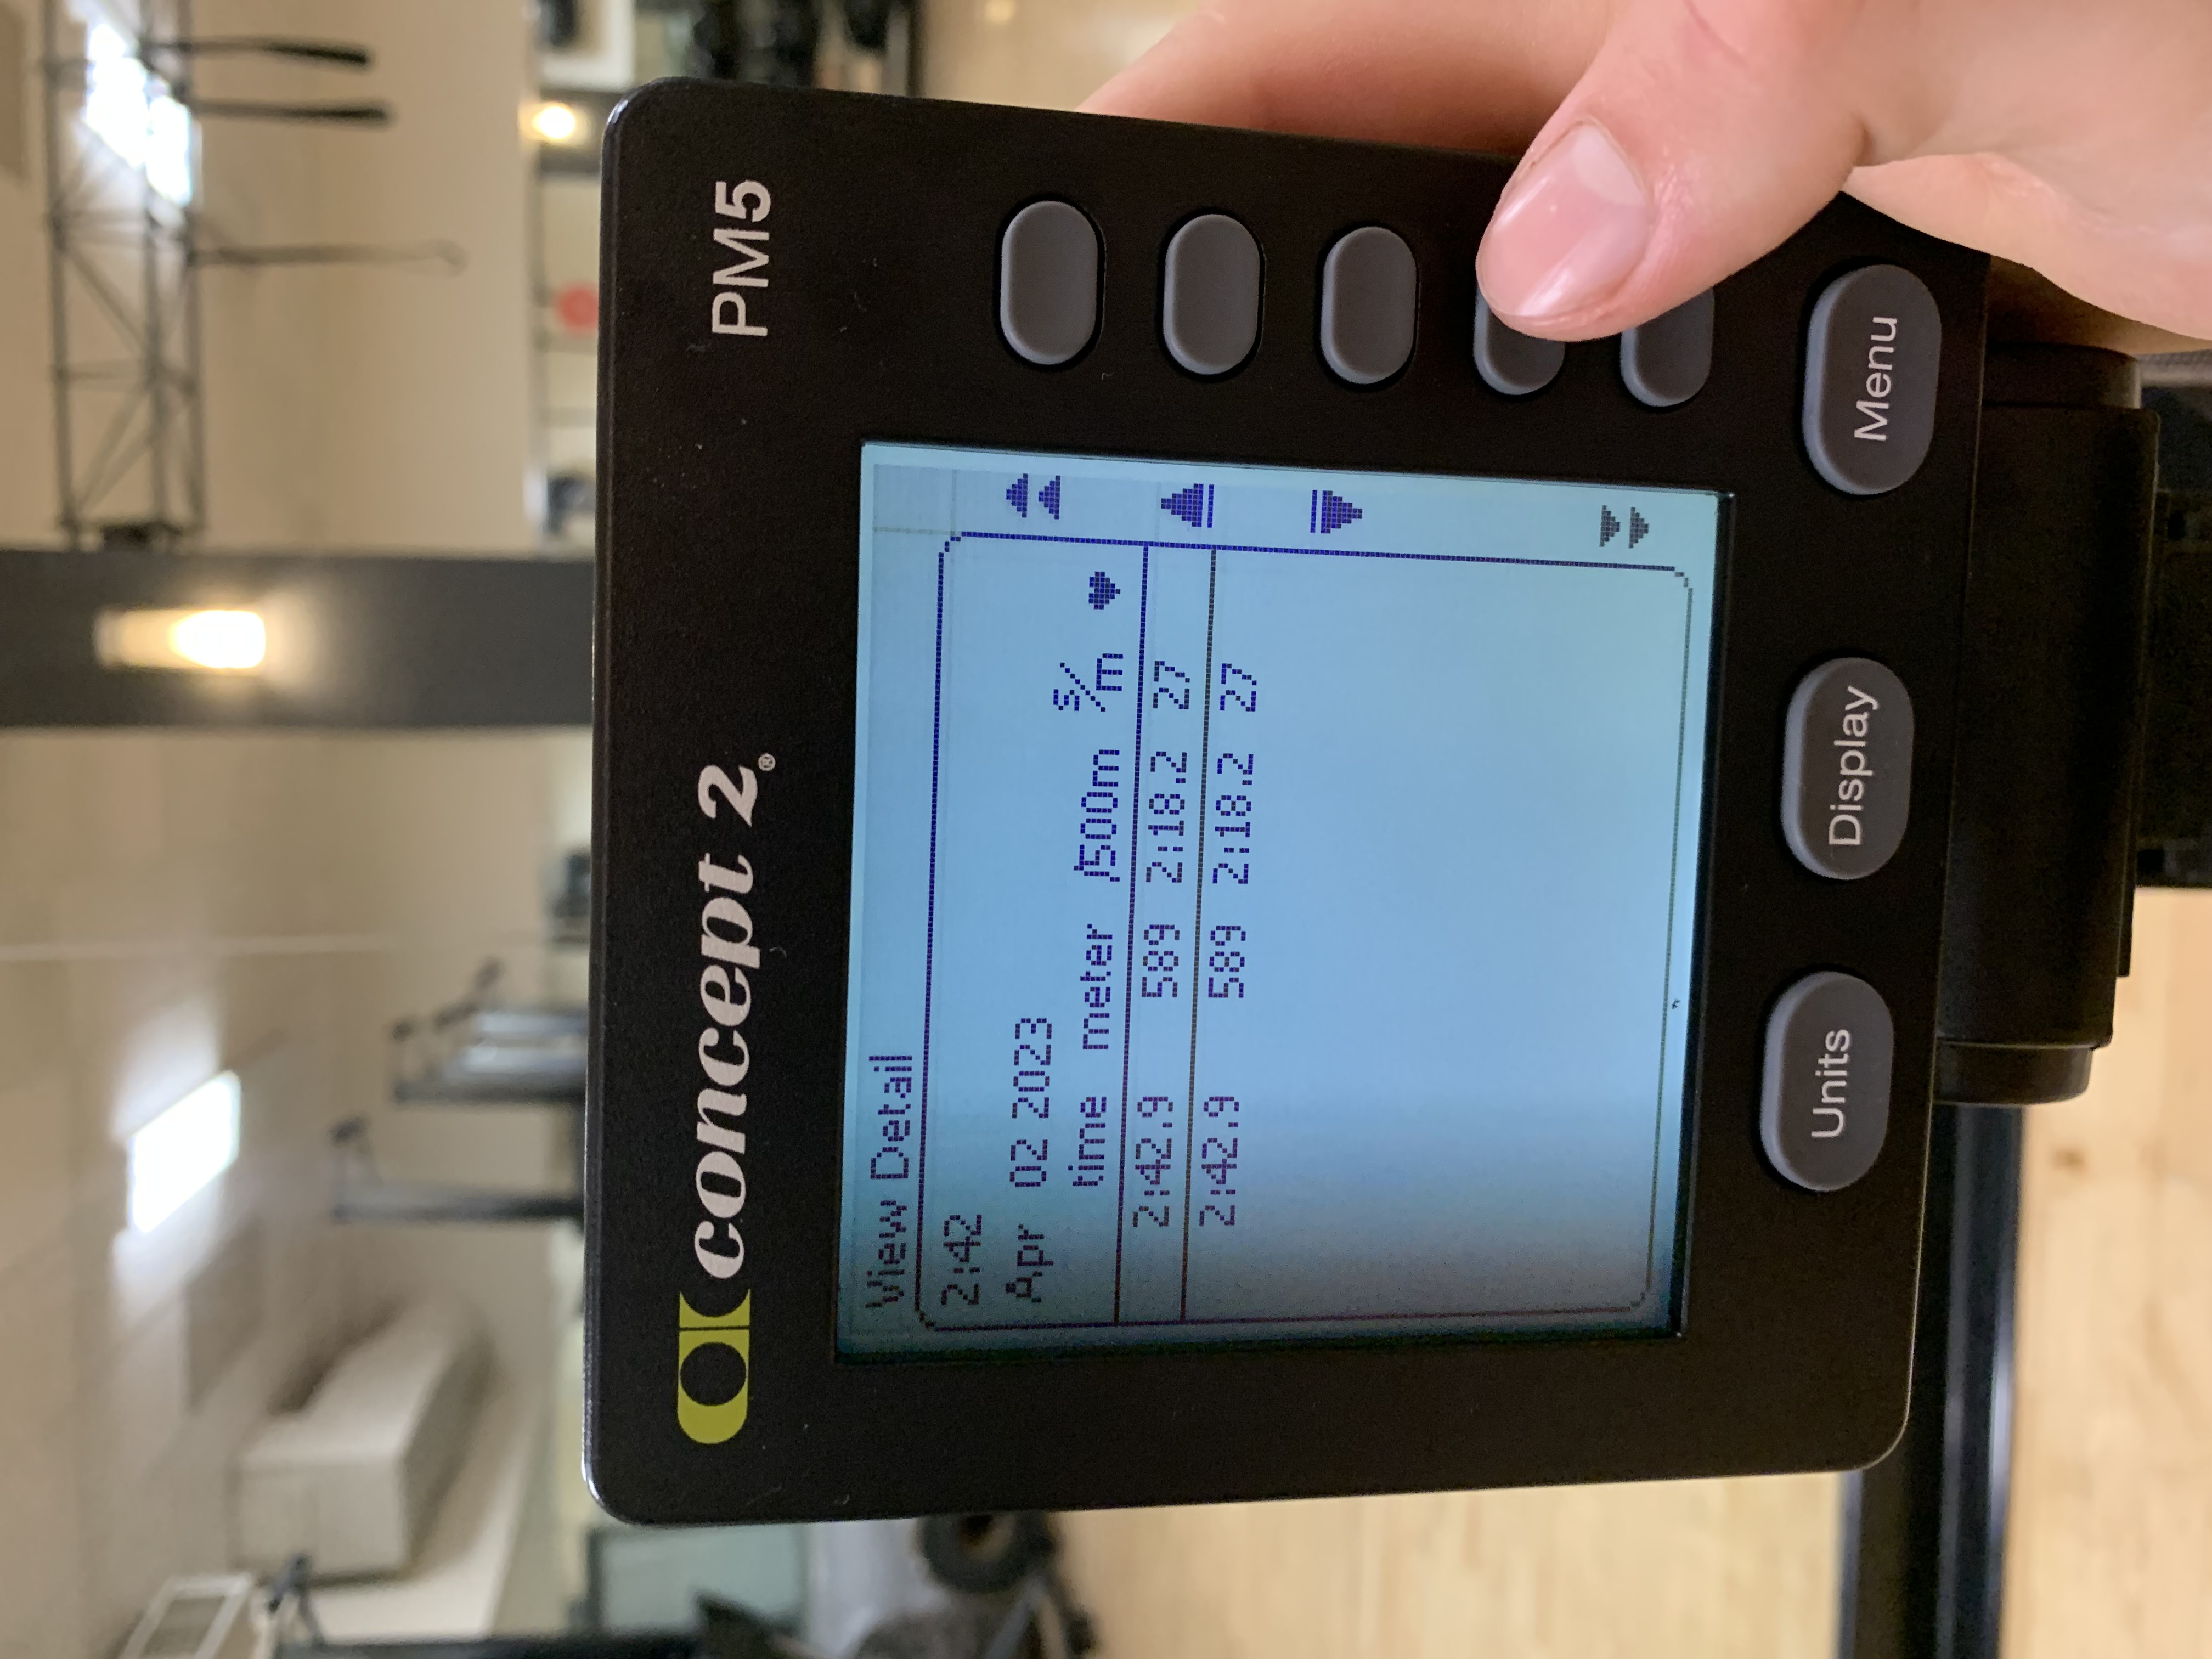 concept 2®
PM5
View Detail
2:42
Apr 02 2023
time meter /500m s/m ♥
2:42.9 589 2:18.2 27
2:42.9 589 2:18.2 27
Units Display Menu